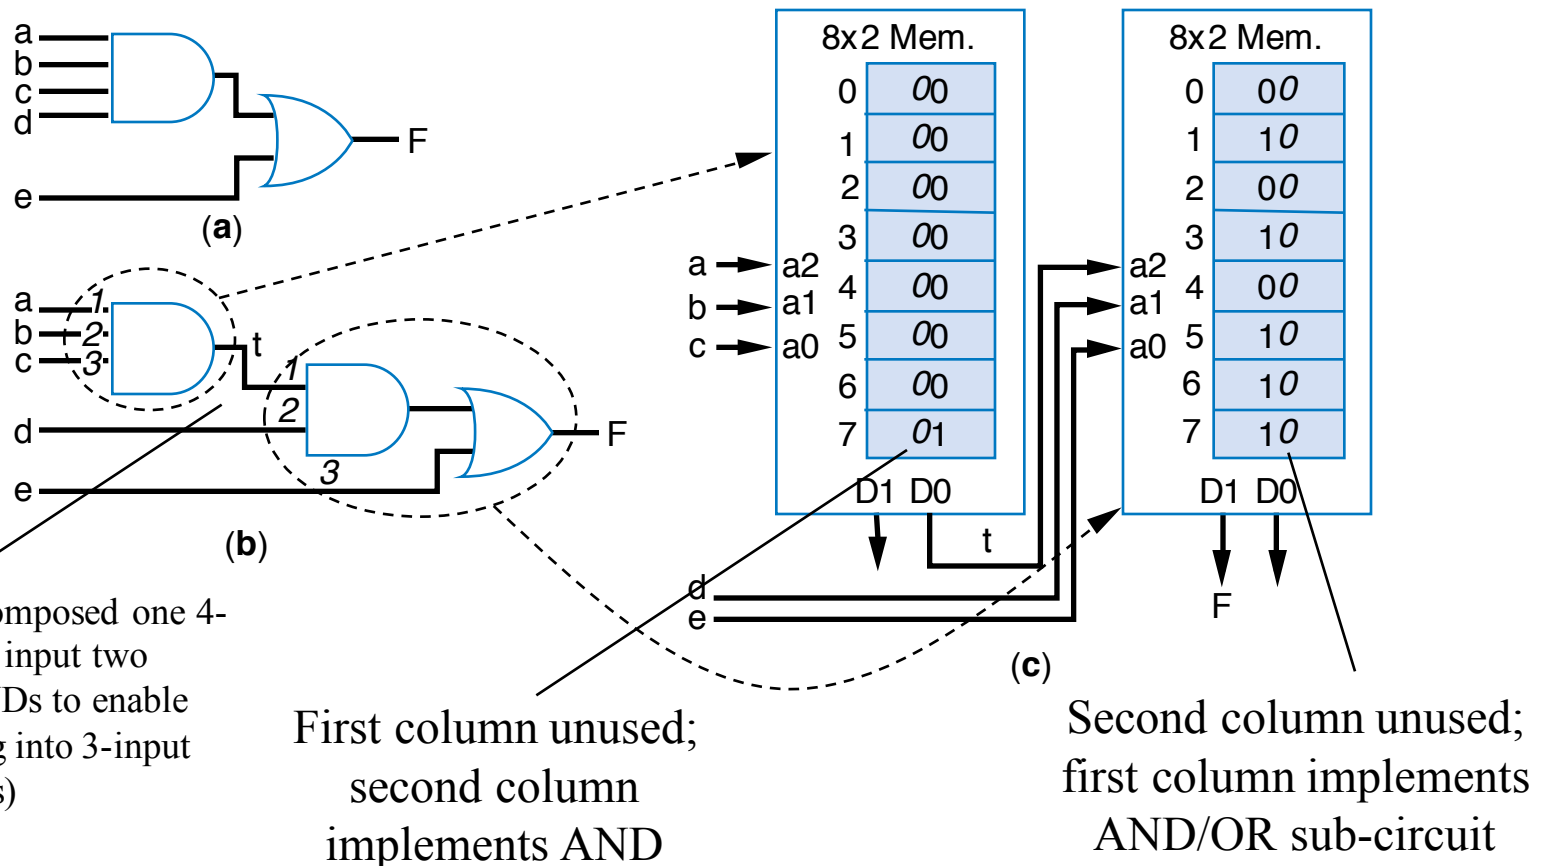 a
b
c
d
e
F
(a)
a 1
b 2
c 3
t
1
2
d
3
e
F
(b)
omposed one 4-
input two
Ds to enable
into 3-input
8x2 Mem.
0 00
1 00
2 00
3 00
4 00
5 00
6 00
7 01
a a2
b a1
c a0
D1 D0
t
d
e
8x2 Mem.
0 00
1 10
2 00
3 10
4 00
5 10
6 10
7 10
a2
a1
a0
D1 D0
F
(c)
First column unused;
second column
implements AND
Second column unused;
first column implements
AND/OR sub-circuit